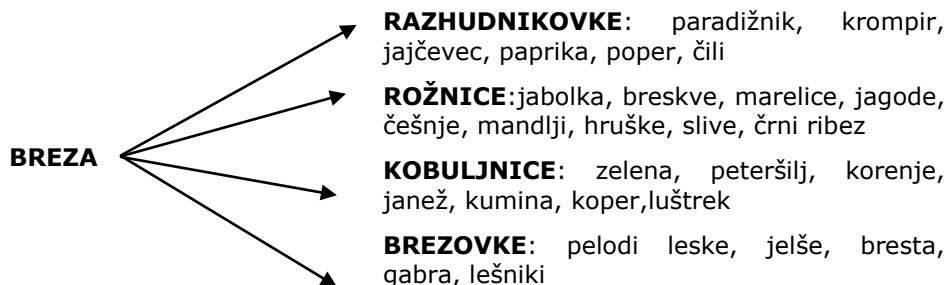 RAZHUDNIKOVKE: paradižnik, krompir,
jajčevec, paprika, poper, čili
ROŽNICE:jabolka, breskve, marelice, jagode,
češnje, mandlji, hruške, slive, črni ribez
BREZA
KOBULJNICE: zelena, peteršilj, korenje,
janež, kumina, koper,luštrek
BREZOVKE: pelodi leske, jelše, bresta,
gabra, lešniki